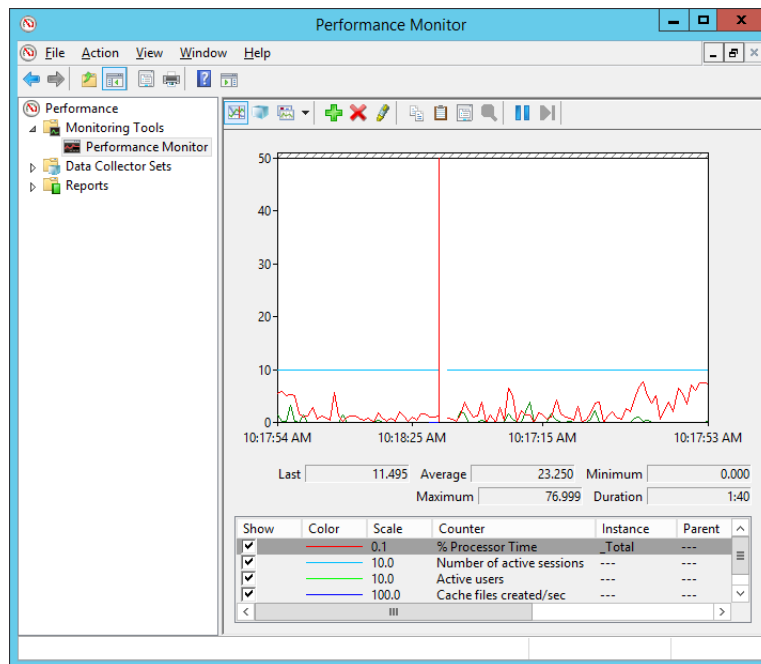 Performance Monitor
File Action View Window Help
Performance
Monitoring Tools
Performance Monitor
Data Collector Sets
Reports
50
40
30
20
10
0
10:17:54 AM 10:18:25 AM 10:17:15 AM 10:17:53 AM
Last 11.495 Average 23.250 Minimum 0.000
Maximum 76.999 Duration 1:40
Show Color Scale Counter Instance Parent
0.1 % Processor Time _Total ---
10.0 Number of active sessions --- ---
10.0 Active users --- ---
100.0 Cache files created/sec --- ---